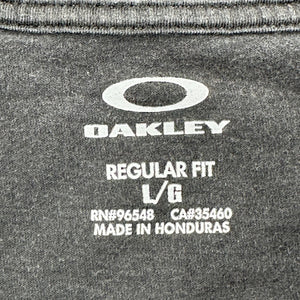 OAKLEY
REGULAR FIT
L/G
RN#96548 CA#35460
MADE IN HONDURAS